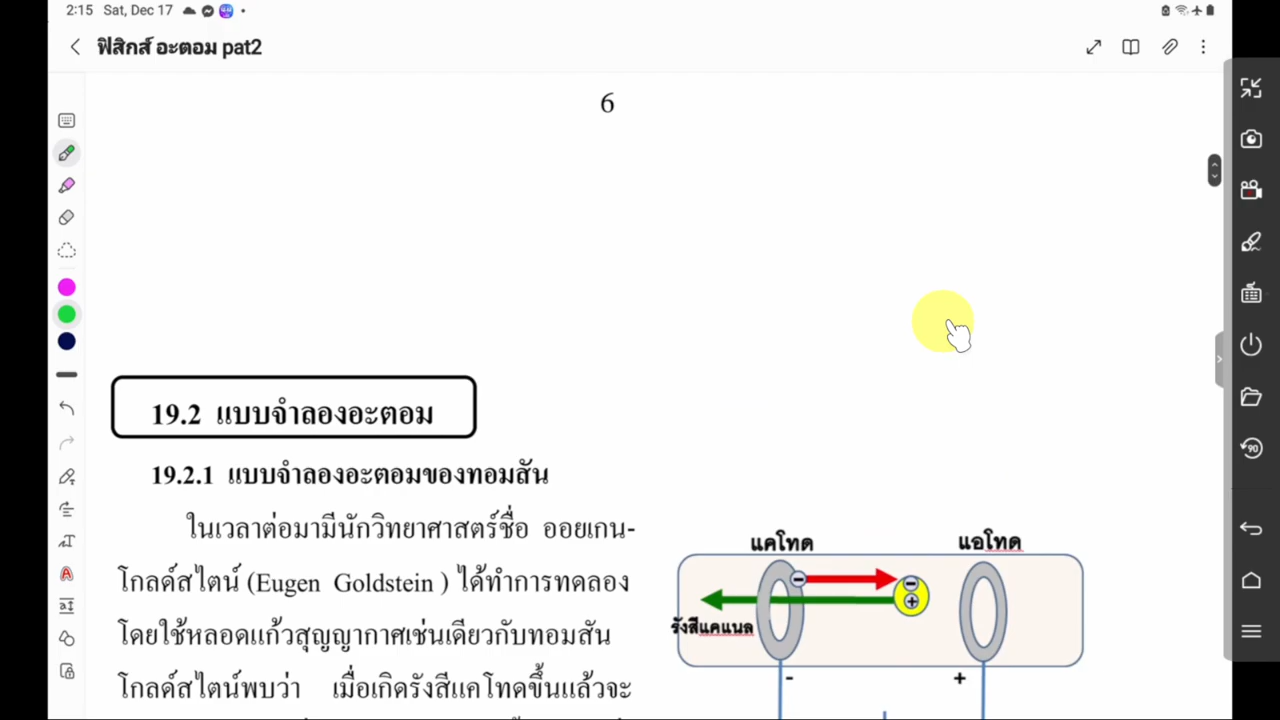 2:15 Sat, Dec 17
ฟิสิกส์ อะตอม pat2
6
19.2 แบบจำลองอะตอม
19.2.1 แบบจำลองอะตอมของทอมสัน
ในเวลาต่อมามีนักวิทยาศาสตร์ชื่อ ออยเกน-
โกลด์สไตน์ (Eugen Goldstein ) ได้ทำการทดลอง
โดยใช้หลอดแก้วสุญญากาศเช่นเดียวกับทอมสัน
โกลด์สไตน์พบว่า เมื่อเกิดรังสีแคโทดขึ้นแล้วจะ
แคโทด
แอโทด
รังสีแคแนล
-
+